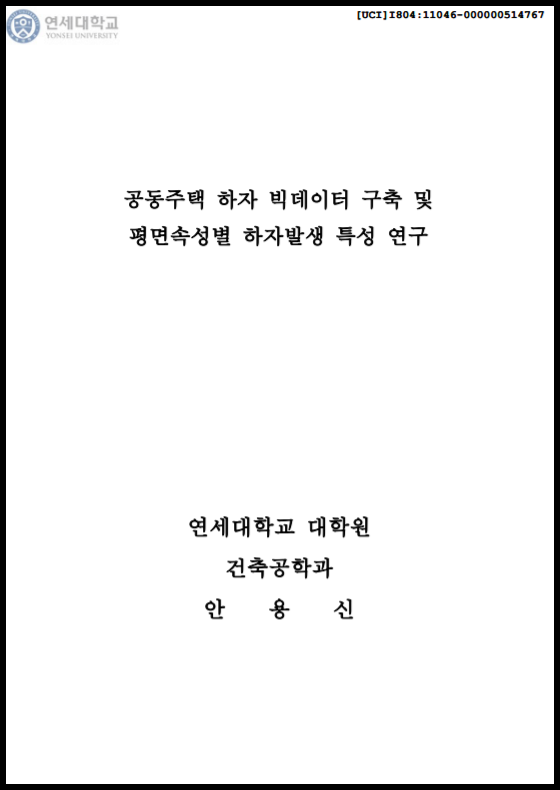 연세대학교
YONSEI UNIVERSITY
[UCI]I804:11046-000000514767
공동주택 하자 빅데이터 구축 및
평면속성별 하자발생 특성 연구
연세대학교 대학원
건축공학과
안 용 신